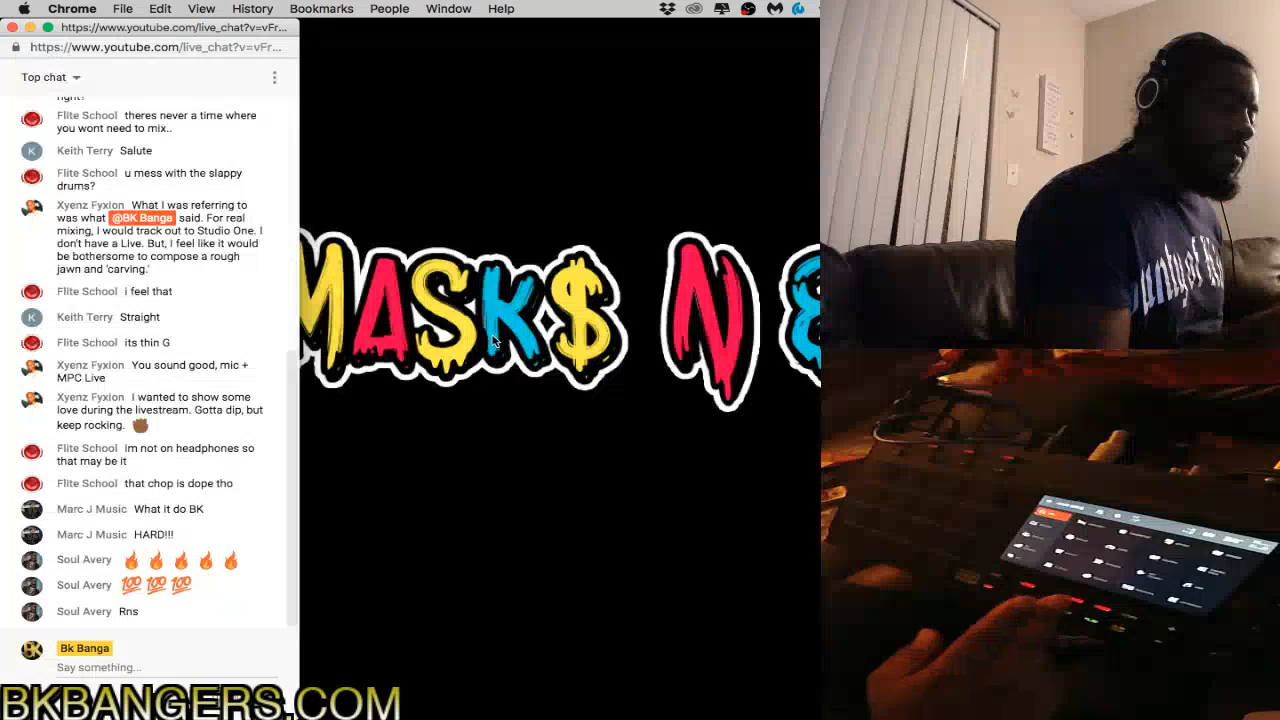 Chrome File Edit View History Bookmarks People Window Help
https://www.youtube.com/live_chat?v=vFr...
https://www.youtube.com/live_chat?v=vFr...
Top chat
right?
Flite School theres never a time where
you wont need to mix..
Keith Terry Salute
Flite School u mess with the slappy
drums?
Xyenz Fyxion What I was referring to
was what @BK Banga said. For real
mixing, I would track out to Studio One. I
don't have a Live. But, I feel like it would
be bothersome to compose a rough
jawn and 'carving.'
Flite School i feel that
Keith Terry Straight
Flite School its thin G
Xyenz Fyxion You sound good, mic +
MPC Live
Xyenz Fyxion I wanted to show some
love during the livestream. Gotta dip, but
keep rocking.
Flite School im not on headphones so
that may be it
Flite School that chop is dope tho
Marc J Music What it do BK
Marc J Music HARD!!!
Soul Avery 🔥 🔥 🔥 🔥 🔥
Soul Avery 💯 💯 💯
Soul Avery Rns
BK Bk Banga
Say something...
MASK$ N 8
BKBANGERS.COM